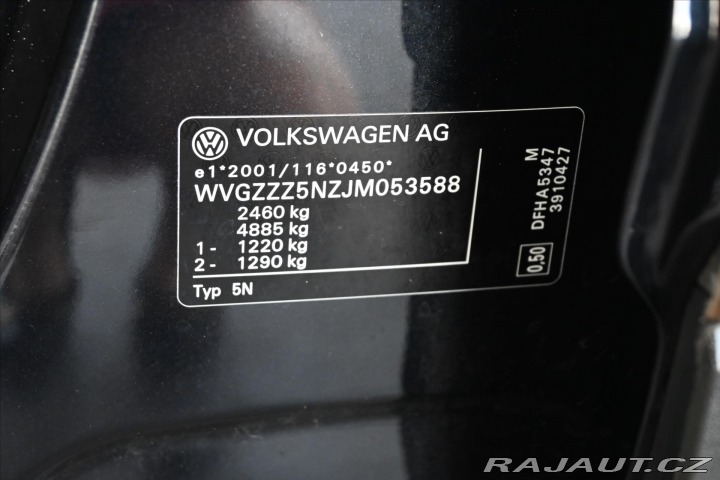 VOLKSWAGEN AG
e1*2001/116*0450*
WVGZZZ5NZJM053588
2460 kg
4885 kg
1- 1220 kg
2- 1290 kg
Typ 5N
M
DFHA5347
3910427
0,50
RAJAUT.CZ